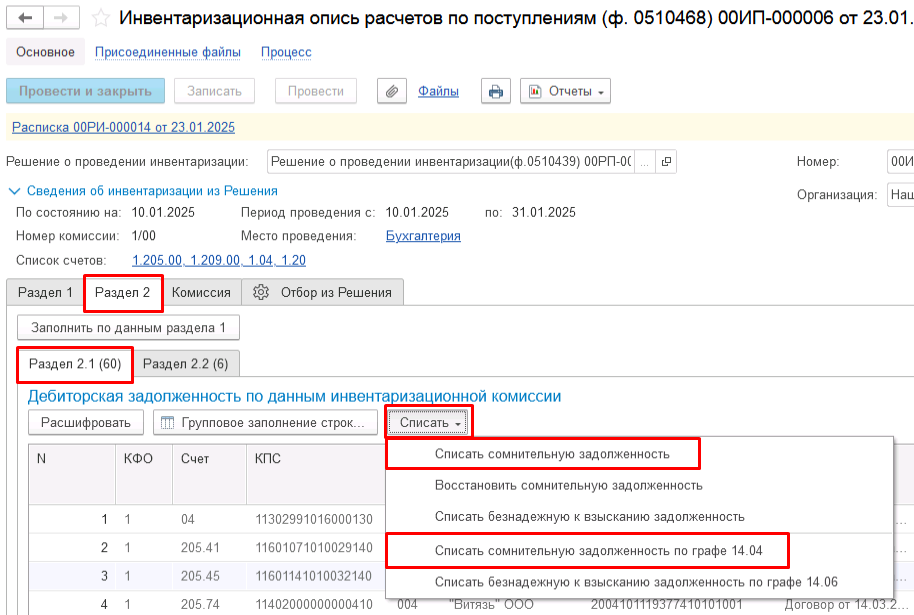 Инвентаризационная опись расчетов по поступлениям (ф. 0510468) 00ИП-000006 от 23.01.
Основное Присоединенные файлы Процесс
Провести и закрыть Записать Провести Файлы Отчеты
Расписка 00РИ-000014 от 23.01.2025
Решение о проведении инвентаризации: Решение о проведении инвентаризации(ф.0510439) 00РП-0( ... Номер: 00И
Сведения об инвентаризации из Решения
Организация: Наш
По состоянию на: 10.01.2025 Период проведения с: 10.01.2025 по: 31.01.2025
Номер комиссии: 1/00 Место проведения: Бухгалтерия
Список счетов: 1.205.00, 1.209.00, 1.04, 1.20
Раздел 1 Раздел 2 Комиссия Отбор из Решения
Заполнить по данным раздела 1
Раздел 2.1 (60) Раздел 2.2 (6)
Дебиторская задолженность по данным инвентаризационной комиссии
Расшифровать Групповое заполнение строк... Списать
N КФО Счет КПС
Списать сомнительную задолженность
Восстановить сомнительную задолженность
Списать безнадежную к взысканию задолженность
Списать сомнительную задолженность по графе 14.04
Списать безнадежную к взысканию задолженность по графе 14.06
1 1 04 11302991016000130
2 1 205.41 11601071010029140
3 1 205.45 11601141010032140
4 1 205.74 11402000000000410 004 "Витязь" ООО 2004101119377410101001 Договор от 14.03.2...